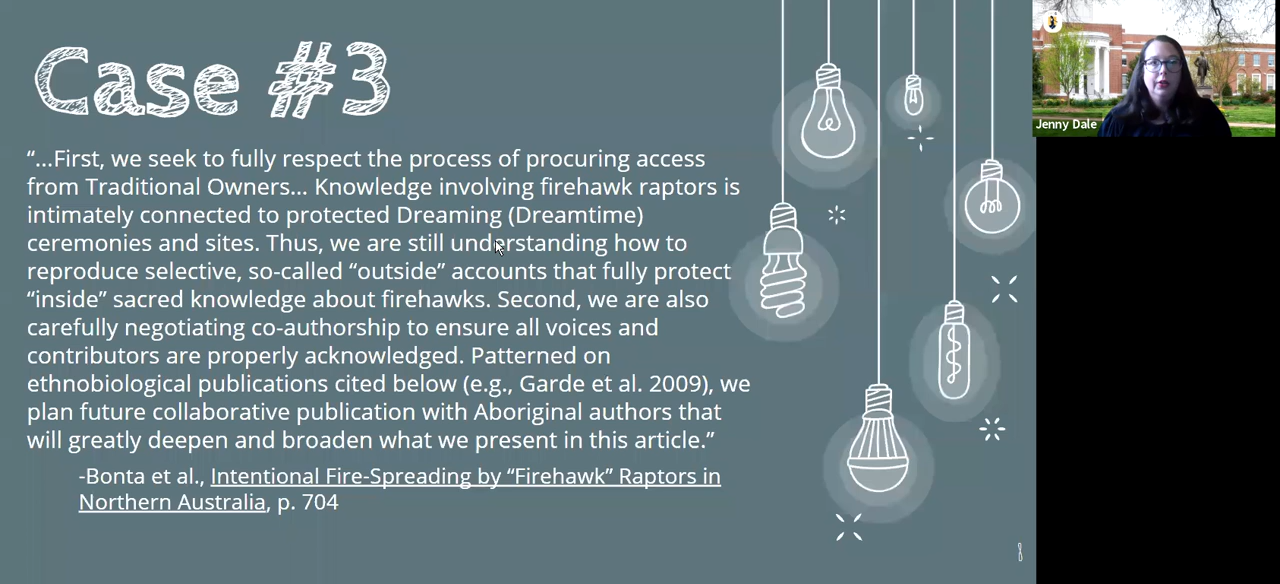 Case #3
“...First, we seek to fully respect the process of procuring access
from Traditional Owners... Knowledge involving firehawk raptors is
intimately connected to protected Dreaming (Dreamtime)
ceremonies and sites. Thus, we are still understanding how to
reproduce selective, so-called “outside” accounts that fully protect
“inside” sacred knowledge about firehawks. Second, we are also
carefully negotiating co-authorship to ensure all voices and
contributors are properly acknowledged. Patterned on
ethnobiological publications cited below (e.g., Garde et al. 2009), we
plan future collaborative publication with Aboriginal authors that
will greatly deepen and broaden what we present in this article.”
-Bonta et al., Intentional Fire-Spreading by “Firehawk” Raptors in
Northern Australia, p. 704
Jenny Dale